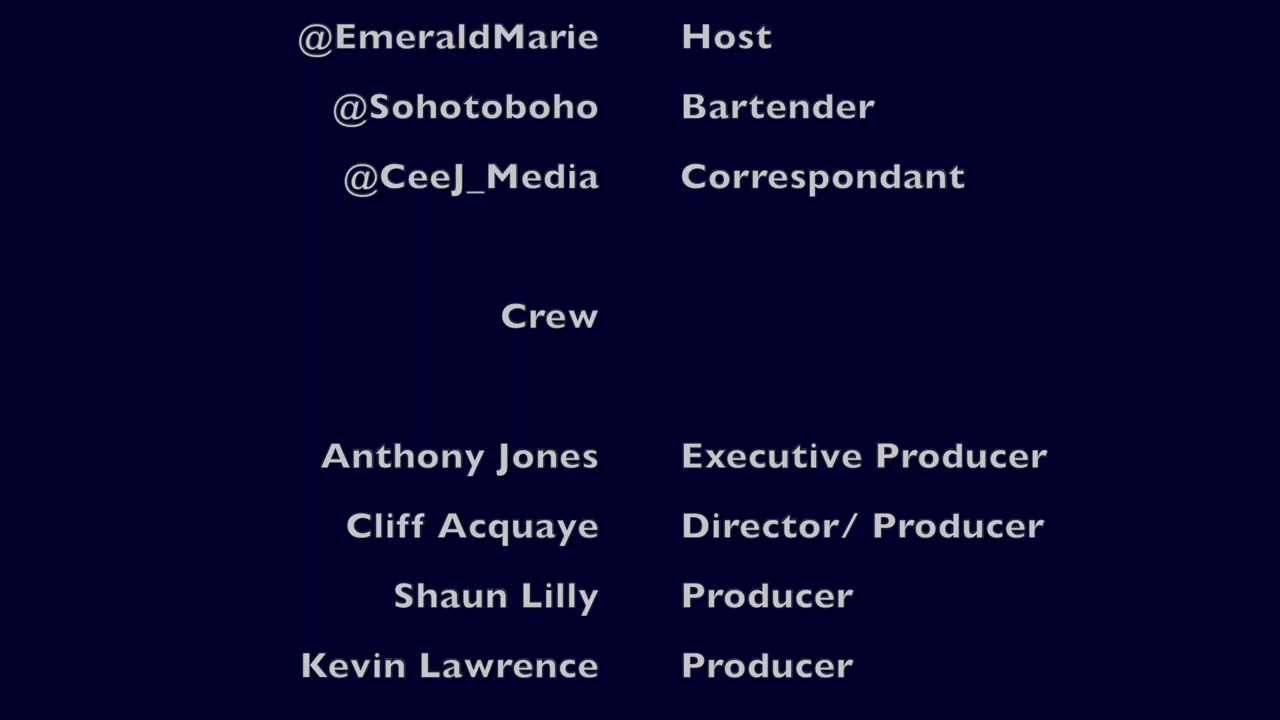 @EmeraldMarie Host
@Sohotoboho Bartender
@CeeJ_Media Correspondant
Crew
Anthony Jones Executive Producer
Cliff Acquaye Director/ Producer
Shaun Lilly Producer
Kevin Lawrence Producer